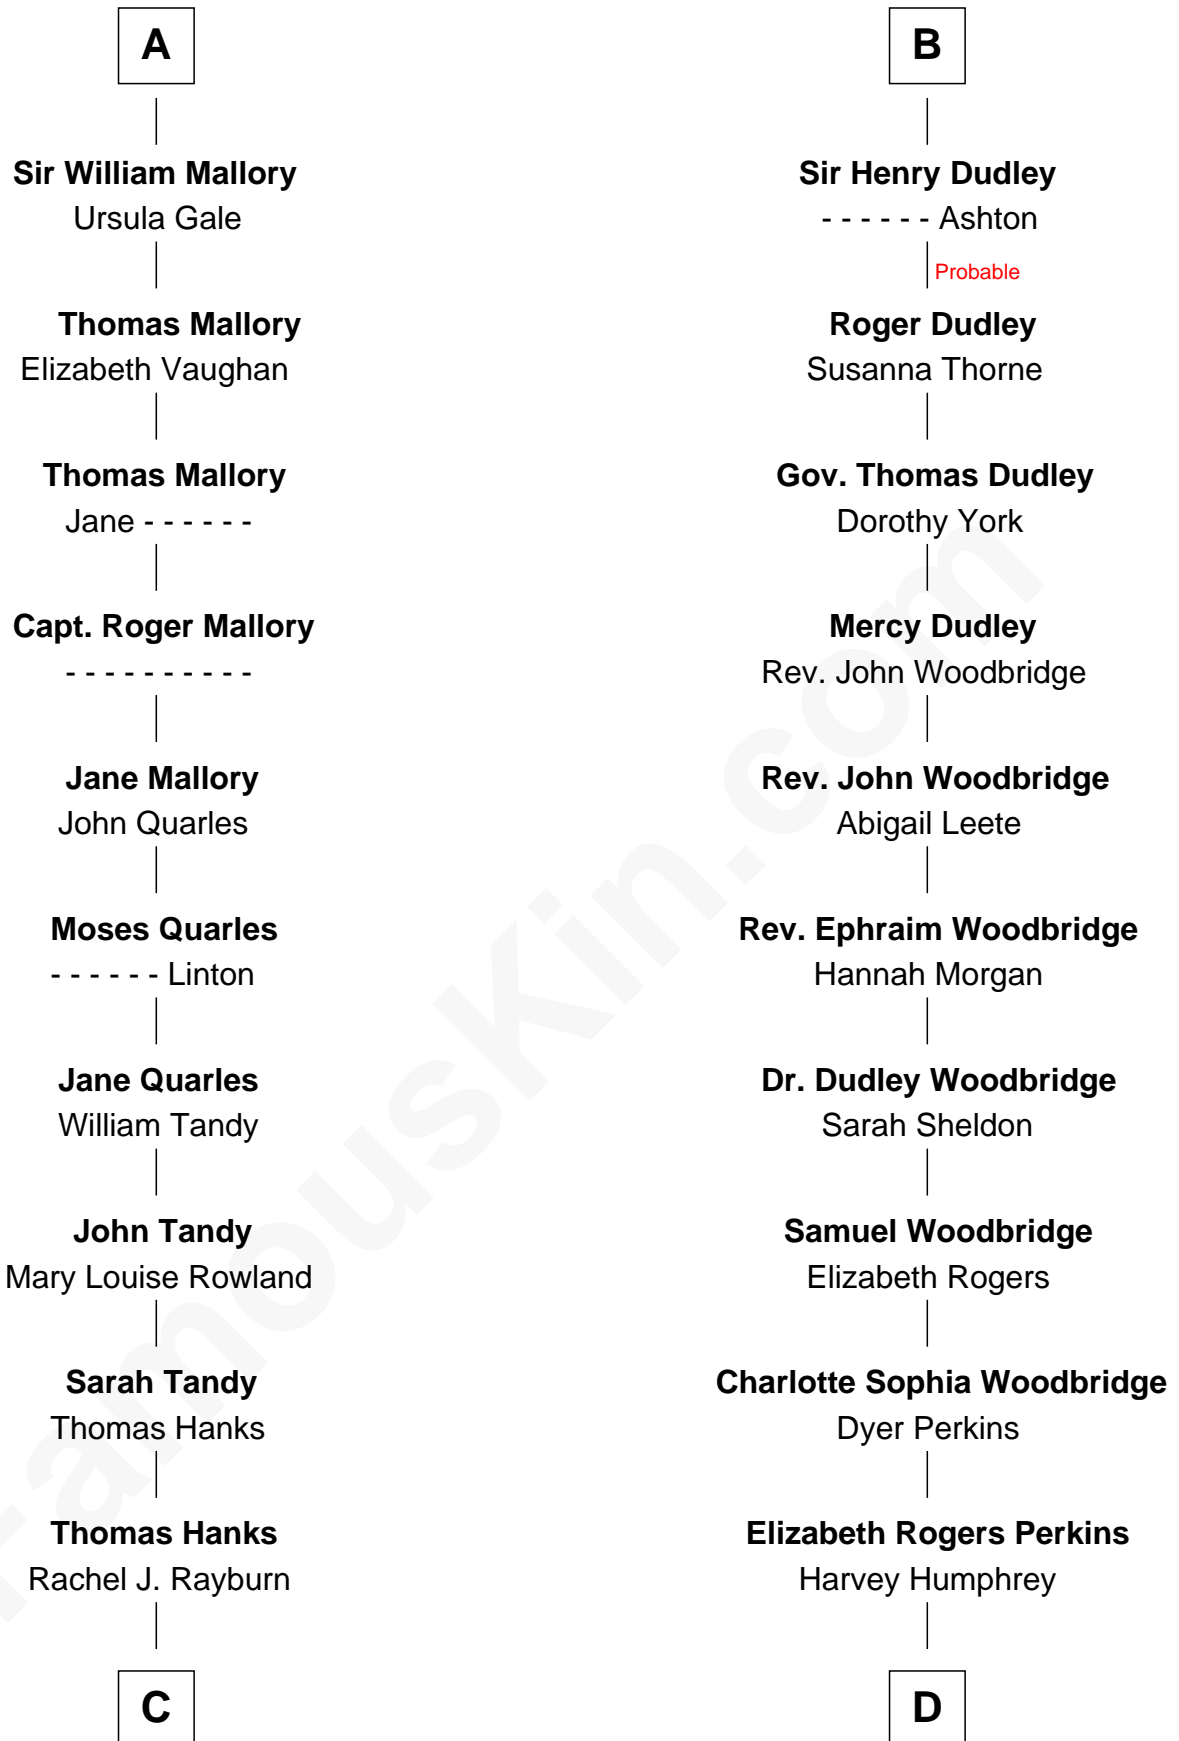 A
Sir William Mallory
Ursula Gale
Thomas Mallory
Elizabeth Vaughan
Thomas Mallory
Jane - - - - - -
Capt. Roger Mallory
- - - - - - - - - -
Jane Mallory
John Quarles
Moses Quarles
- - - - - - Linton
Jane Quarles
William Tandy
John Tandy
Mary Louise Rowland
Sarah Tandy
Thomas Hanks
Thomas Hanks
Rachel J. Rayburn
C
B
Sir Henry Dudley
- - - - - - Ashton
Probable
Roger Dudley
Susanna Thorne
Gov. Thomas Dudley
Dorothy York
Mercy Dudley
Rev. John Woodbridge
Rev. John Woodbridge
Abigail Leete
Rev. Ephraim Woodbridge
Hannah Morgan
Dr. Dudley Woodbridge
Sarah Sheldon
Samuel Woodbridge
Elizabeth Rogers
Charlotte Sophia Woodbridge
Dyer Perkins
Elizabeth Rogers Perkins
Harvey Humphrey
D
FamousKin.com